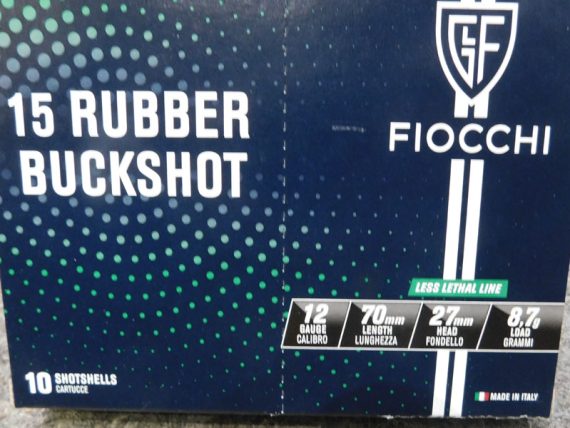 GLF
FIOCCHI
15 RUBBER
BUCKSHOT
LESS LETHAL LINE
12
GAUGE
CALIBRO
70mm
LENGTH
LUNGHEZZA
27mm
HEAD
FONDELLO
8,7g
LOAD
GRAMMI
10 SHOTSHELLS
CARTUCCE
MADE IN ITALY